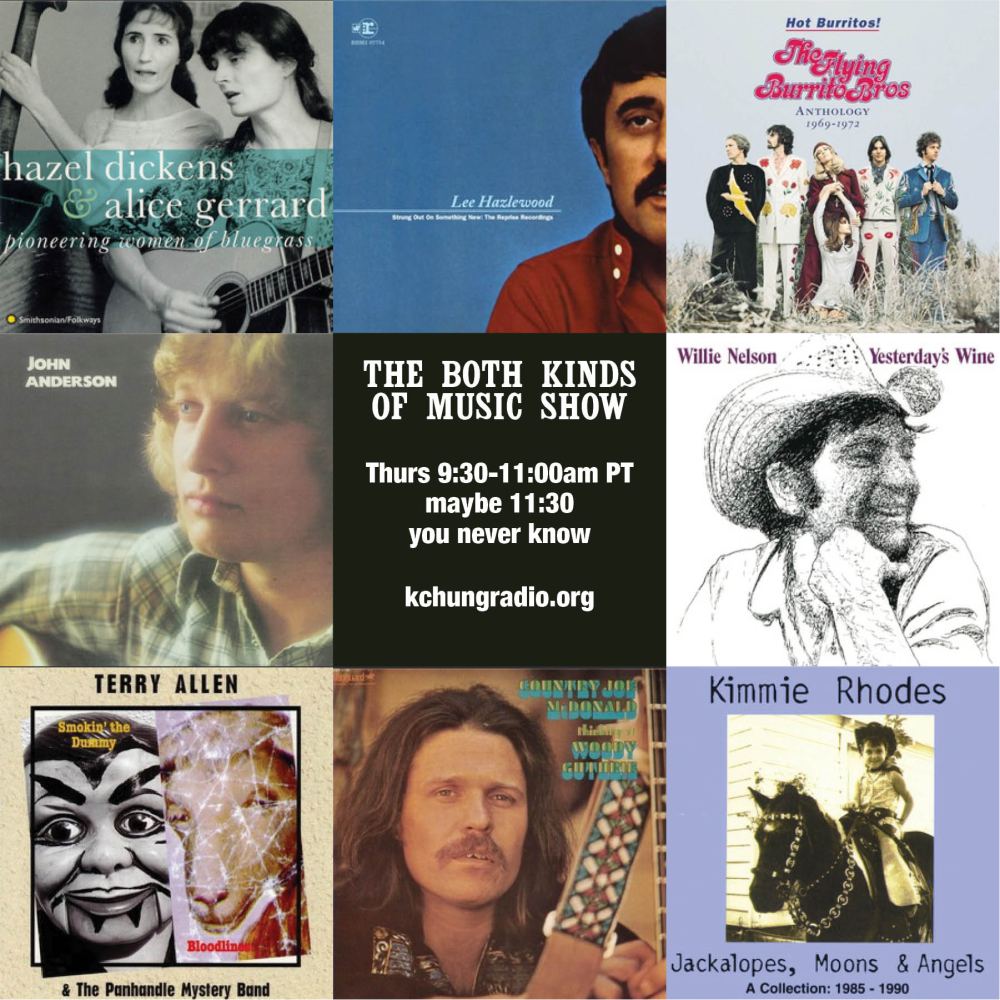 hazel dickens
& alice gerrard
pioneering women of bluegrass
Smithsonian/Folkways
Lee Hazlewood
Strung Out On Something New: The Reprise Recordings
Hot Burritos!
The Flying
Burrito Bros
ANTHOLOGY
1969-1972
JOHN
ANDERSON
THE BOTH KINDS
OF MUSIC SHOW
Thurs 9:30-11:00am PT
maybe 11:30
you never know
kchungradio.org
Willie Nelson
Yesterday's Wine
TERRY ALLEN
Smokin' the
Dummy
Bloodlines
& The Panhandle Mystery Band
COUNTRY JOE
McDONALD
thinking of
WOODY
GUTHRIE
Kimmie Rhodes
Jackalopes, Moons & Angels
A Collection: 1985 - 1990